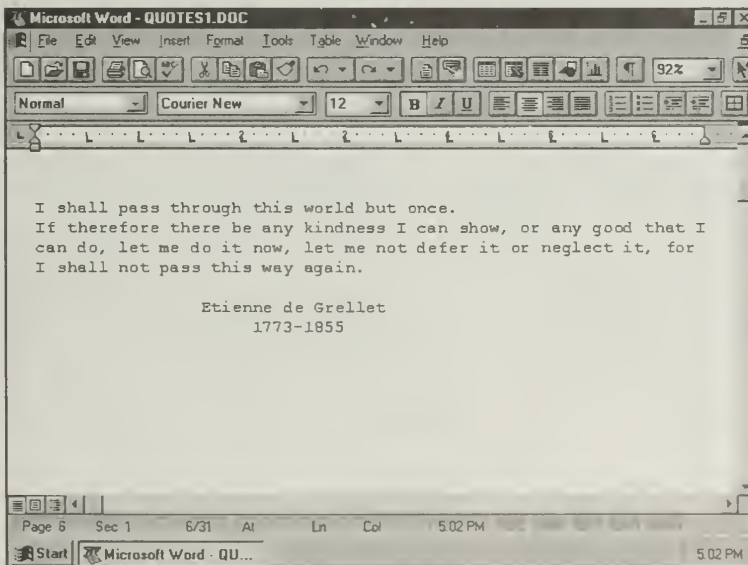 Microsoft Word - QUOTES1.DOC
File Edit View Insert Format Tools Table Window Help
92%
Normal Courier New 12 B I U
I shall pass through this world but once.
If therefore there be any kindness I can show, or any good that I
can do, let me do it now, let me not defer it or neglect it, for
I shall not pass this way again.
Etienne de Grellet
1773-1855
Page 6 Sec 1 6/31 At Ln Col 5:02 PM
Start Microsoft Word - QU... 5:02 PM